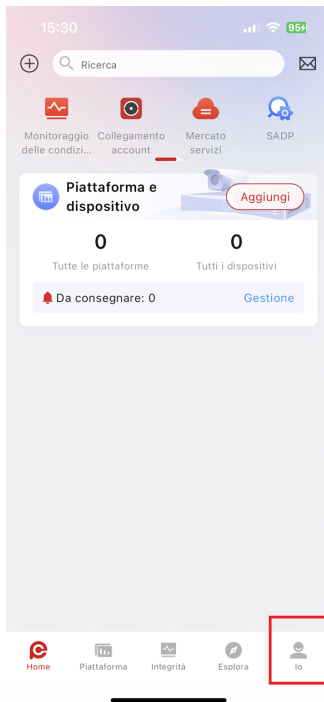 15:30
95
Ricerca
Monitoraggio
delle condizi...
Collegamento
account
Mercato
servizi
SADP
Piattaforma e
dispositivo
Aggiungi
0
0
Tutte le piattaforme
Tutti i dispositivi
Da consegnare: 0
Gestione
Home
Piattaforma
Integrità
Esplora
Io